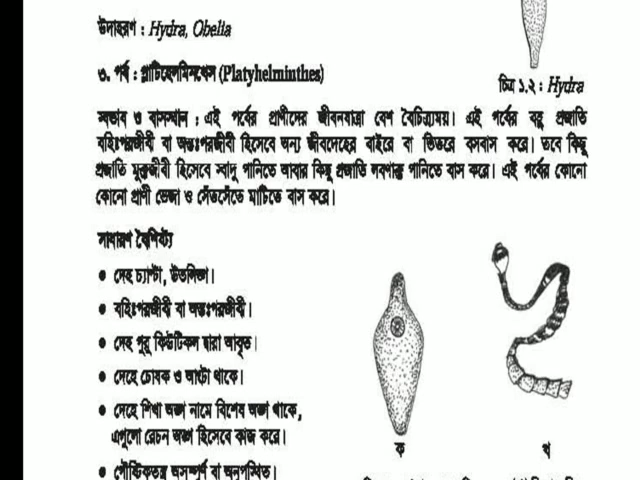 উদাহরণ : Hydra, Obelia
৩. পর্ব : প্লাটিহেলমিনথেস (Platyhelminthes)
চিত্র ১.২ : Hydra
স্বভাব ও বাসস্থান : এই পর্বের প্রাণীদের জীবনযাত্রা বেশ বৈচিত্র্যময়। এই পর্বের বহু প্রজাতি
বহিঃপরজীবী বা অন্তঃপরজীবী হিসেবে অন্য জীবদেহের বাইরে বা ভিতরে বসবাস করে। তবে কিছু
প্রজাতি মুক্তজীবী হিসেবে স্বাদু পানিতে আবার কিছু প্রজাতি লবণাক্ত পানিতে বাস করে। এই পর্বের কোনো
কোনো প্রাণী ভেজা ও সেঁতসেঁতে মাটিতে বাস করে।
সাধারণ বৈশিষ্ট্য
• দেহ চ্যাপ্টা, উভলিঙ্গ।
• বহিঃপরজীবী বা অন্তঃপরজীবী।
• দেহ পুরু কিউটিকল দ্বারা আবৃত।
• দেহে চোষক ও আংটা থাকে।
• দেহে শিখা অঙ্গ নামে বিশেষ অঙ্গ থাকে,
এগুলো রেচন অঙ্গ হিসেবে কাজ করে।
ক খ
• পৌষ্টিকতন্ত্র অসম্পূর্ণ বা অনুপস্থিত।